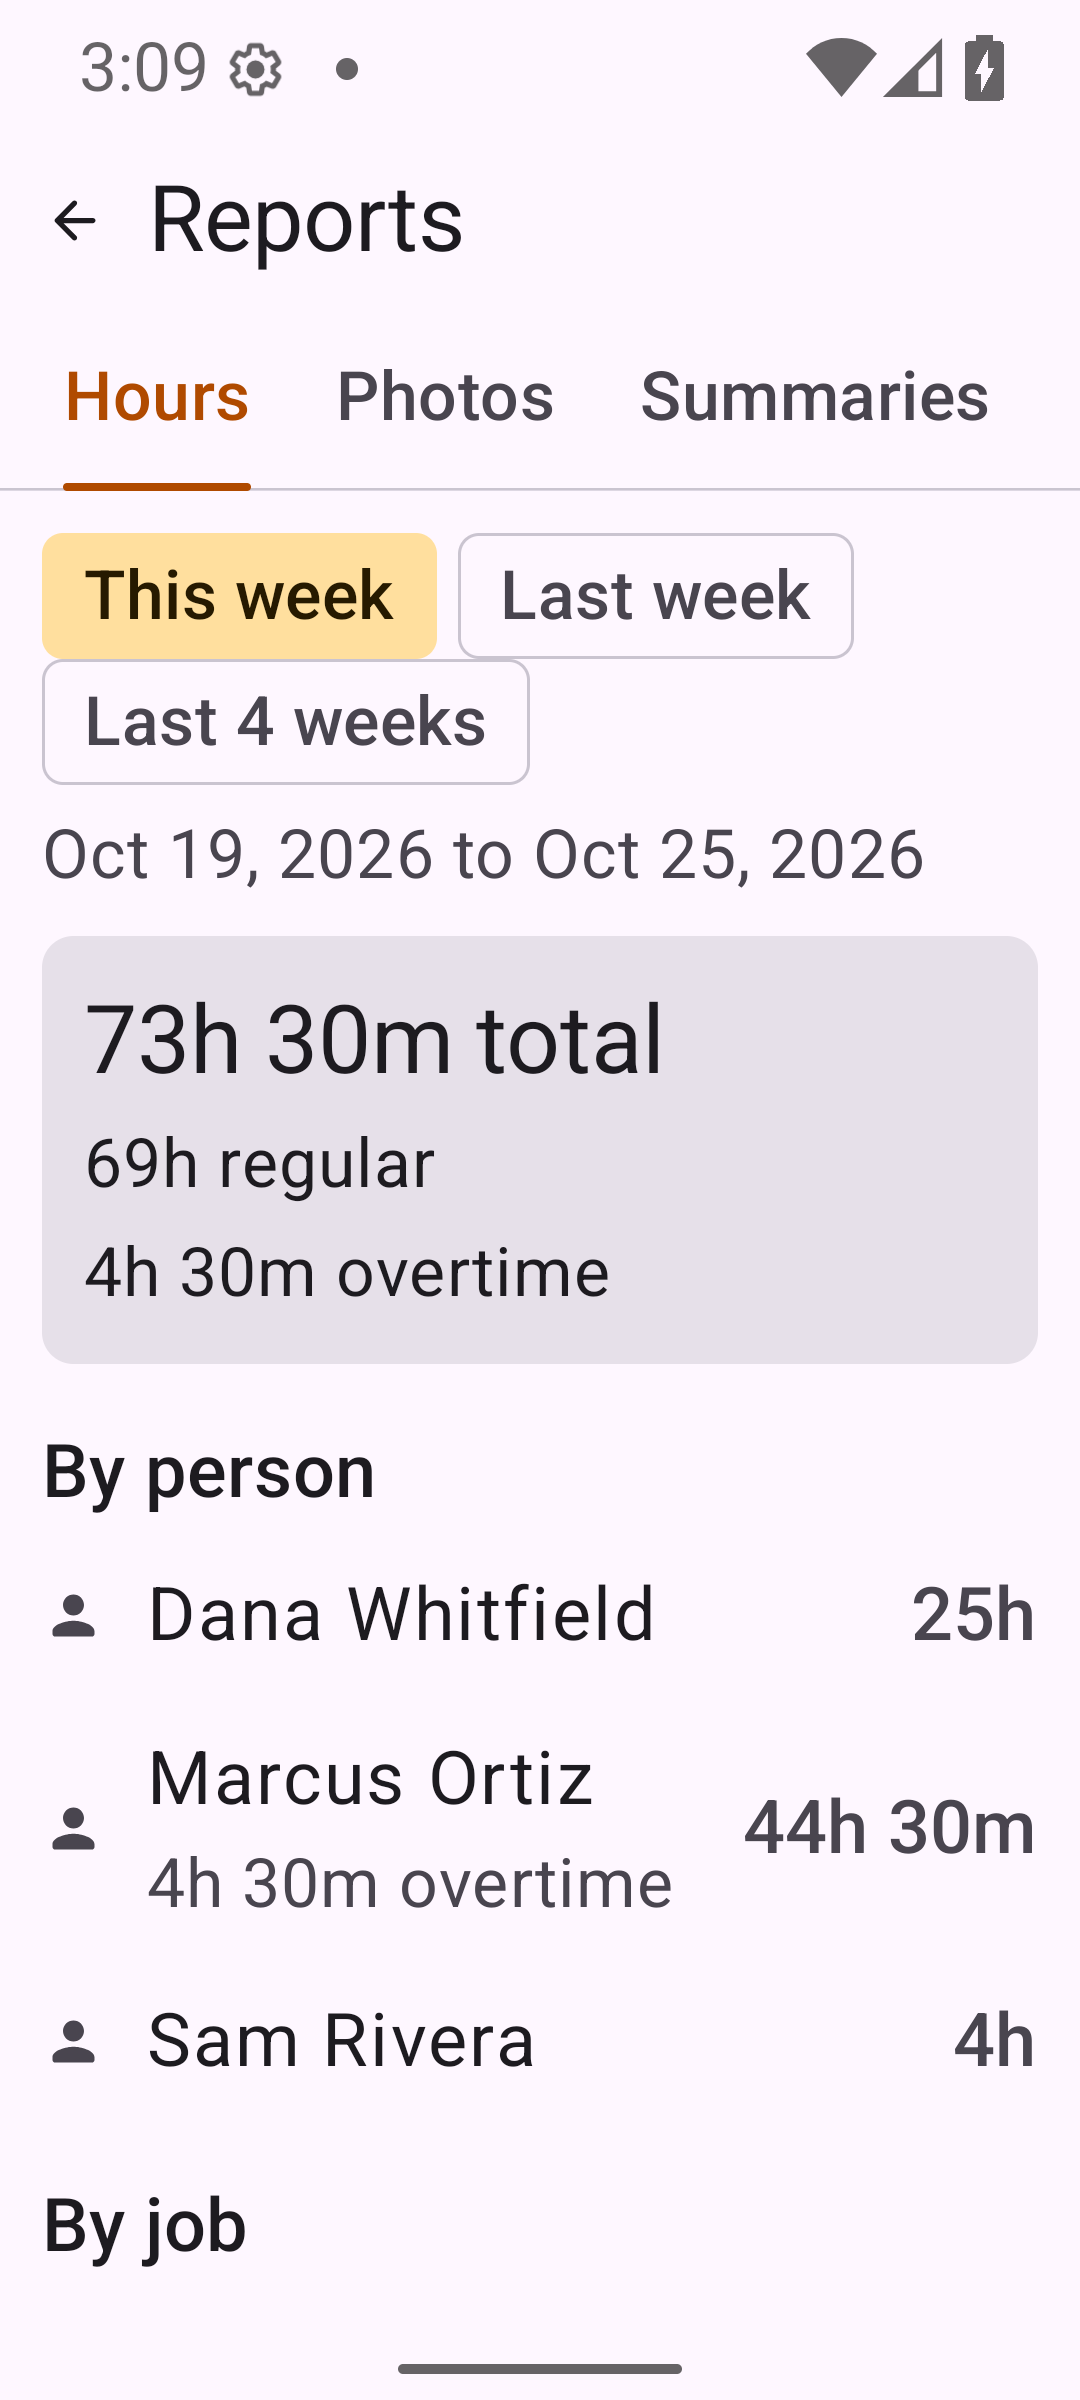 3:09
Reports
Hours Photos Summaries
This week Last week
Last 4 weeks
Oct 19, 2026 to Oct 25, 2026
73h 30m total
69h regular
4h 30m overtime
By person
Dana Whitfield 25h
Marcus Ortiz 44h 30m
4h 30m overtime
Sam Rivera 4h
By job